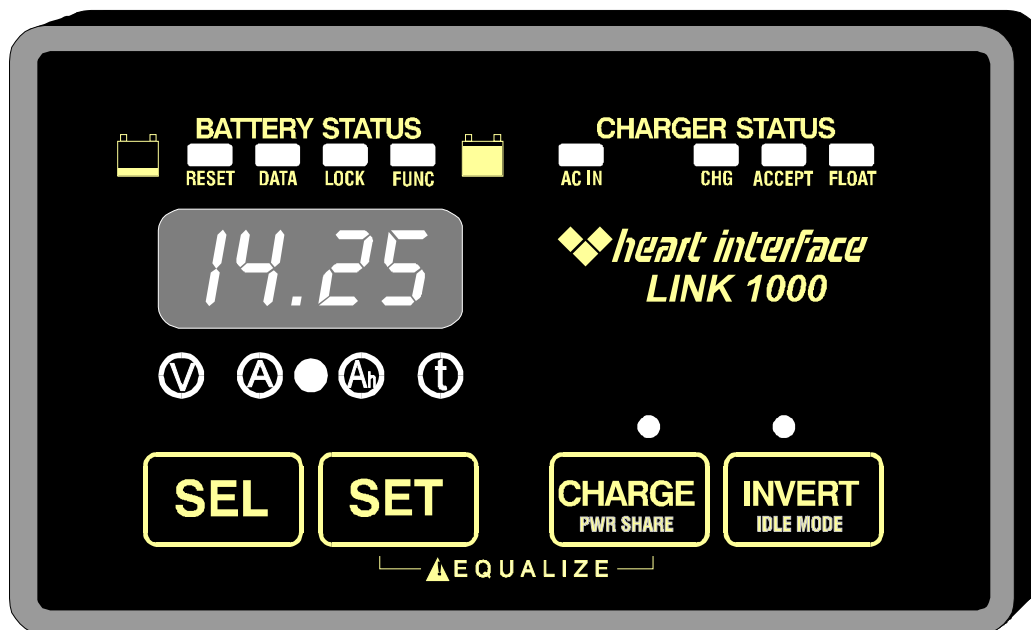 BATTERY STATUS
CHARGER STATUS
RESET DATA LOCK FUNC
AC IN CHG ACCEPT FLOAT
14.25
heart interface
LINK 1000
V A Ah t
SEL SET
CHARGE
PWR SHARE
INVERT
IDLE MODE
EQUALIZE